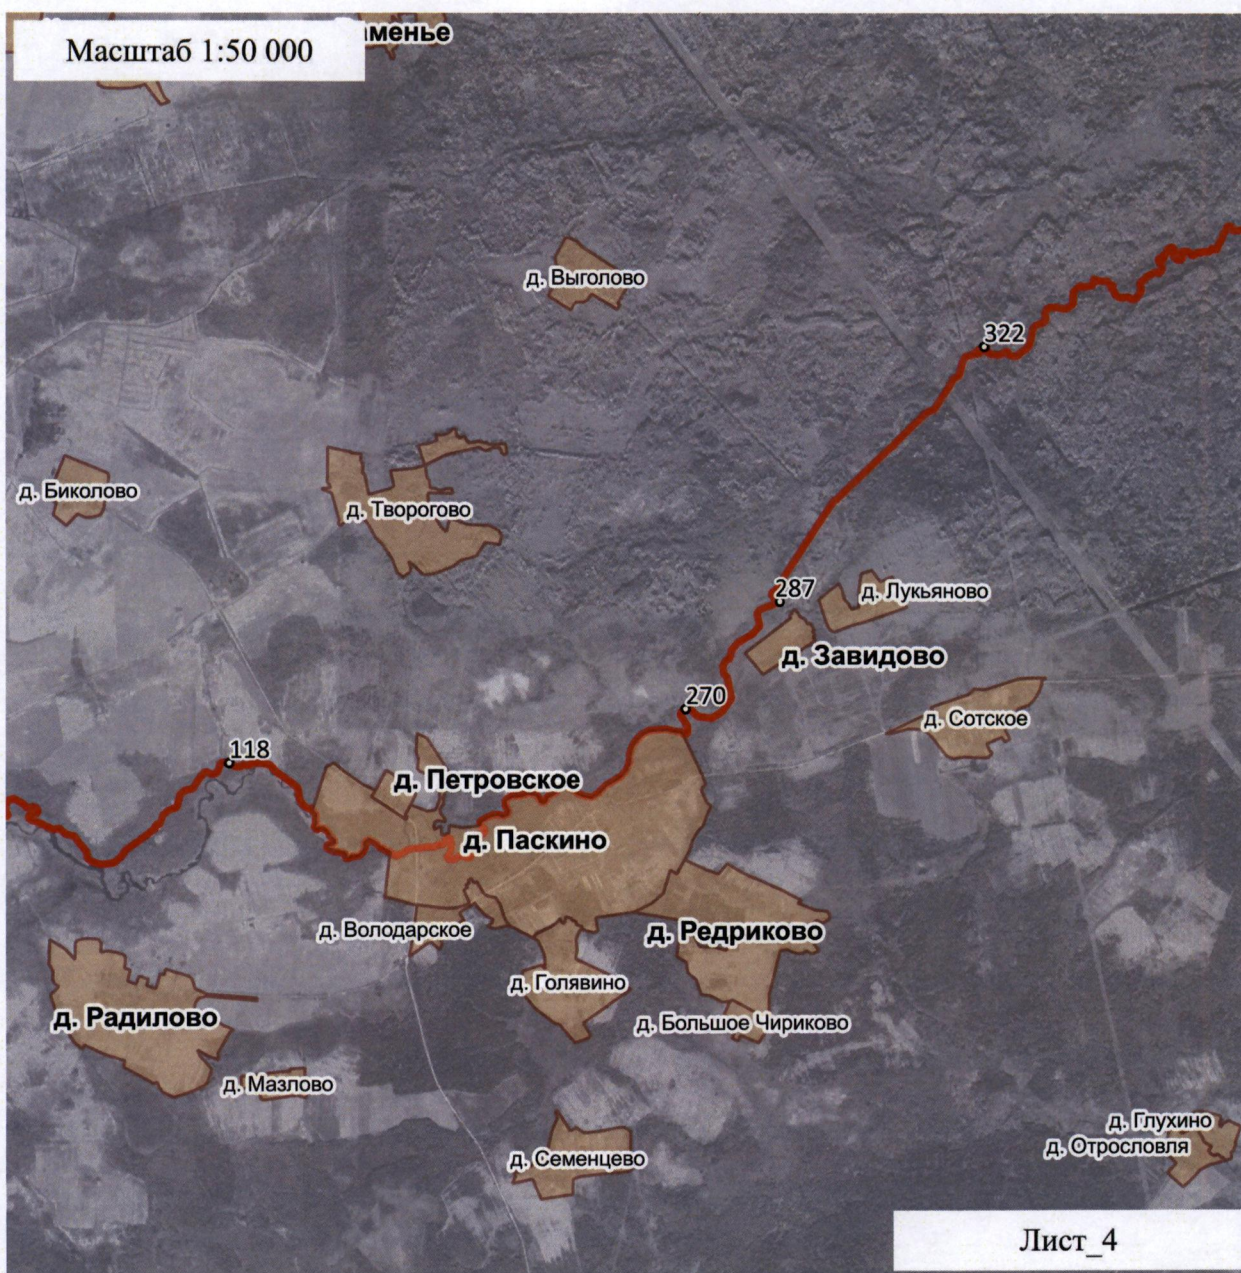 Масштаб 1:50 000
д. Выголово
322
д. Биколово
д. Творогово
287
д. Лукьяново
д. Завидово
270
д. Сотское
118
д. Петровское
д. Паскино
д. Володарское
д. Редриково
д. Голявино
д. Радилово
д. Большое Чириково
д. Мазлово
д. Глухино
д. Отрословля
д. Семенцево
Лист_4